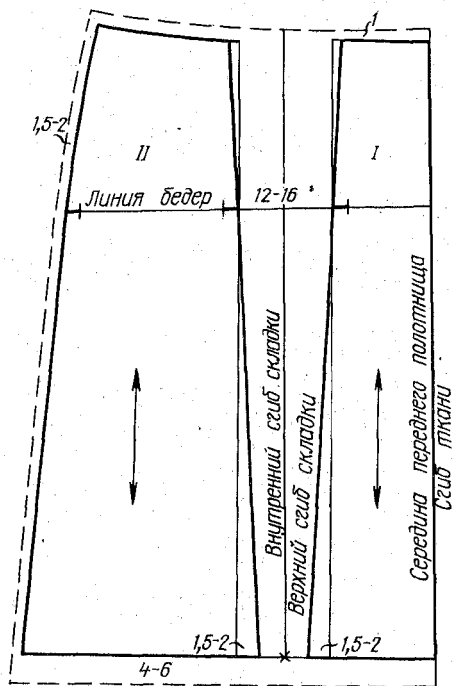 1
1,5-2
II
I
Линия бедер
12-16
Внутренний сгиб складки
Верхний сгиб складки
Середина переднего полотнища
Сгиб ткани
1,5-2
1,5-2
4-6